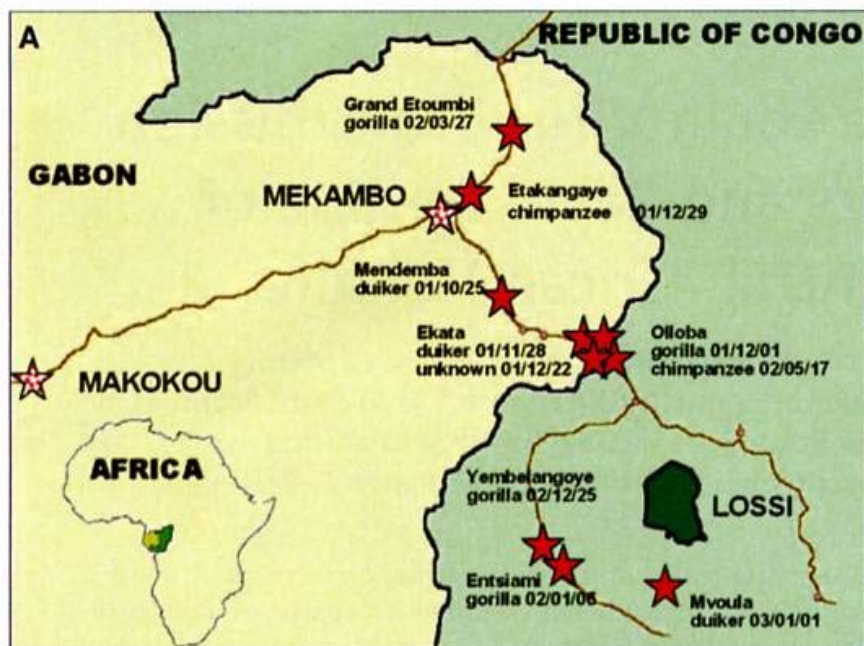 A
REPUBLIC OF CONGO
Grand Etoumbi
gorilla 02/03/27
GABON
MEKAMBO
Etakangaye
chimpanzee 01/12/29
Mendemba
duiker 01/10/25
Ekata
duiker 01/11/28
unknown 01/12/22
Olloba
gorilla 01/12/01
chimpanzee 02/05/17
MAKOKOU
AFRICA
Yembelangoye
gorilla 02/12/25
LOSSI
Entsiami
gorilla 02/01/06
Mvoula
duiker 03/01/01